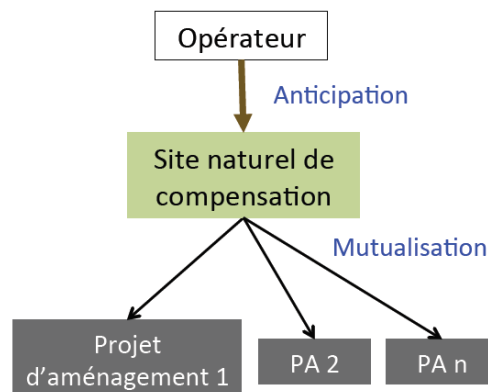 Opérateur
Anticipation
Site naturel de
compensation
Mutualisation
Projet
d'aménagement 1
PA 2
PA n